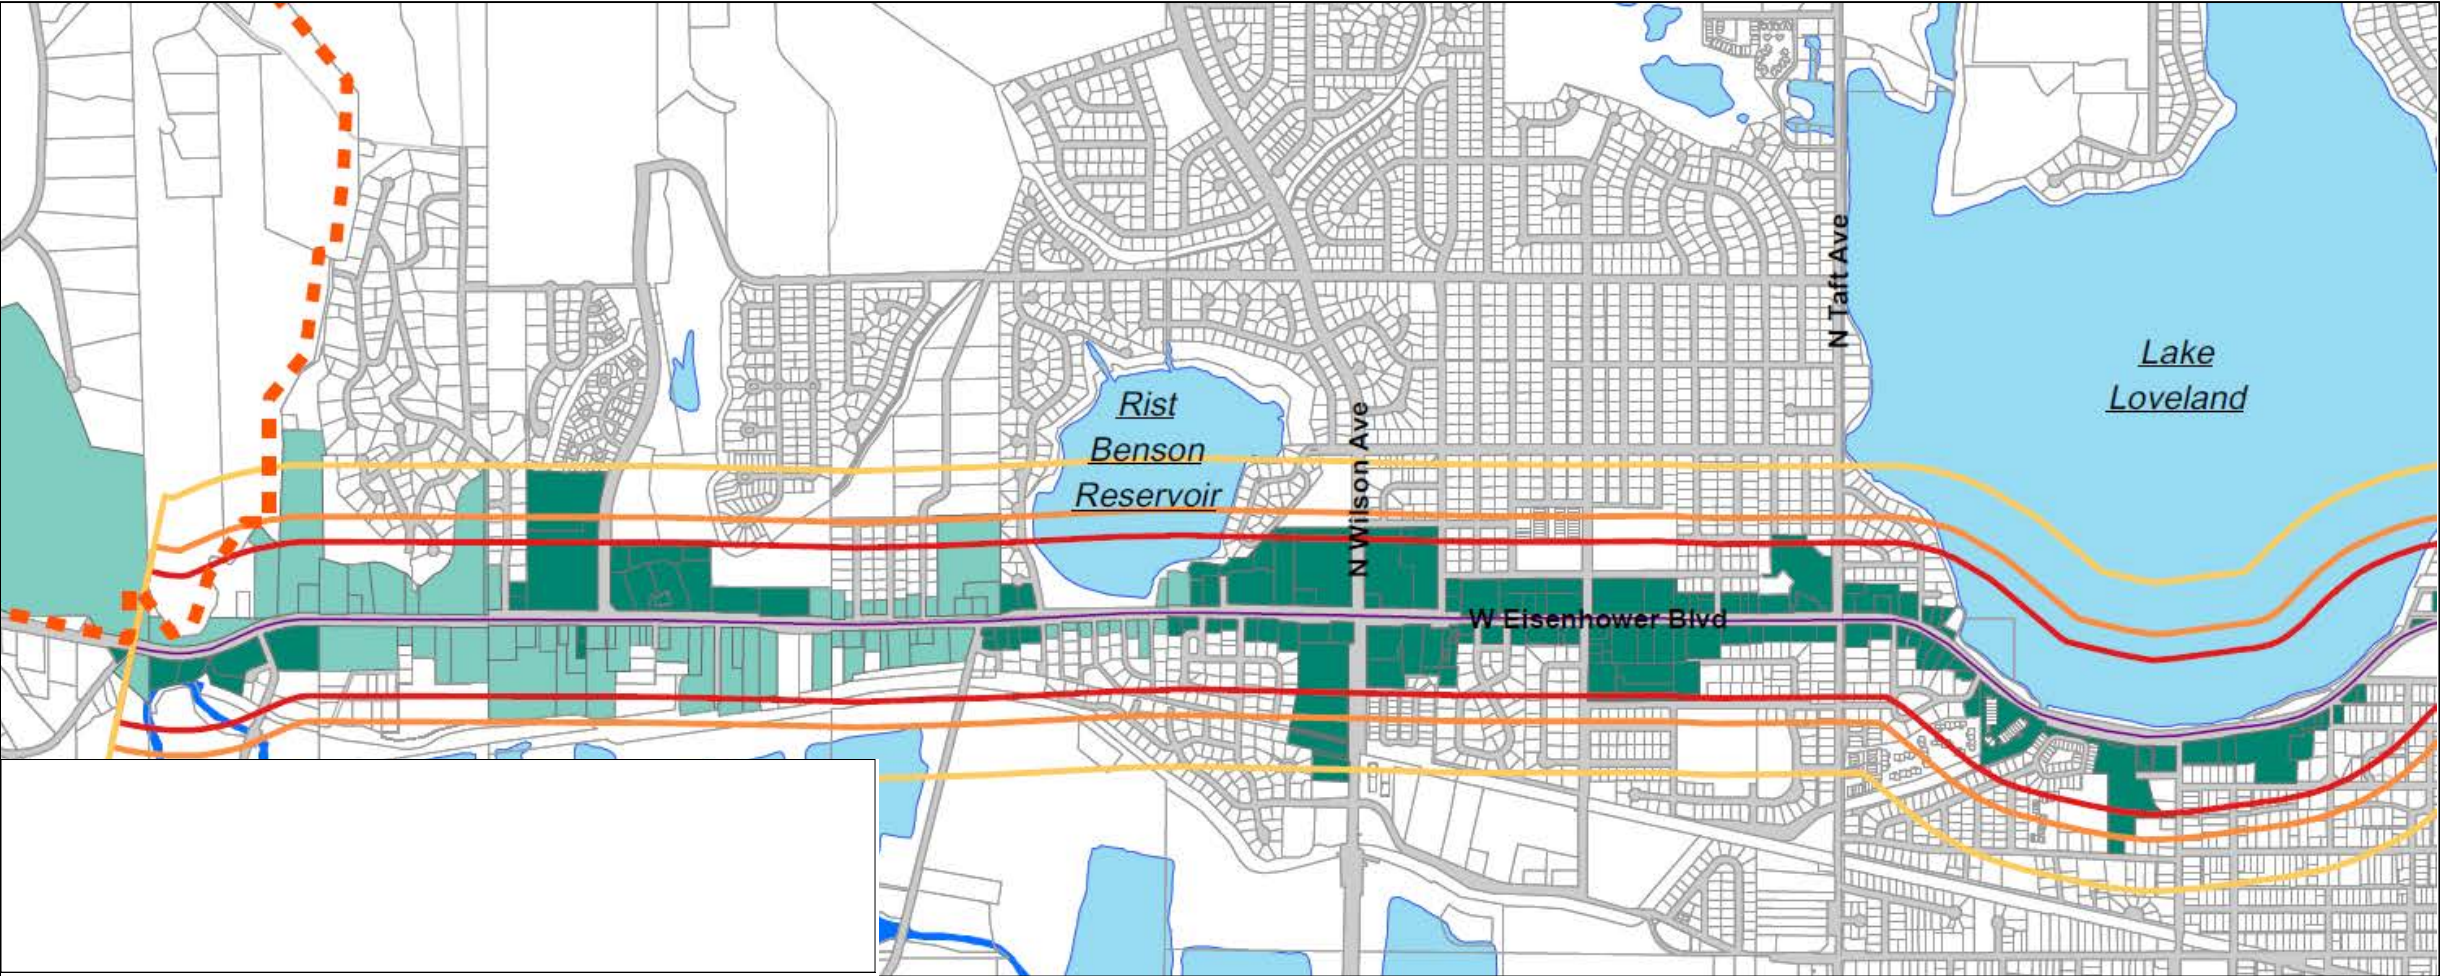 N Taft Ave
Lake
Loveland
Rist
Benson
Reservoir
N Wilson Ave
W Eisenhower Blvd